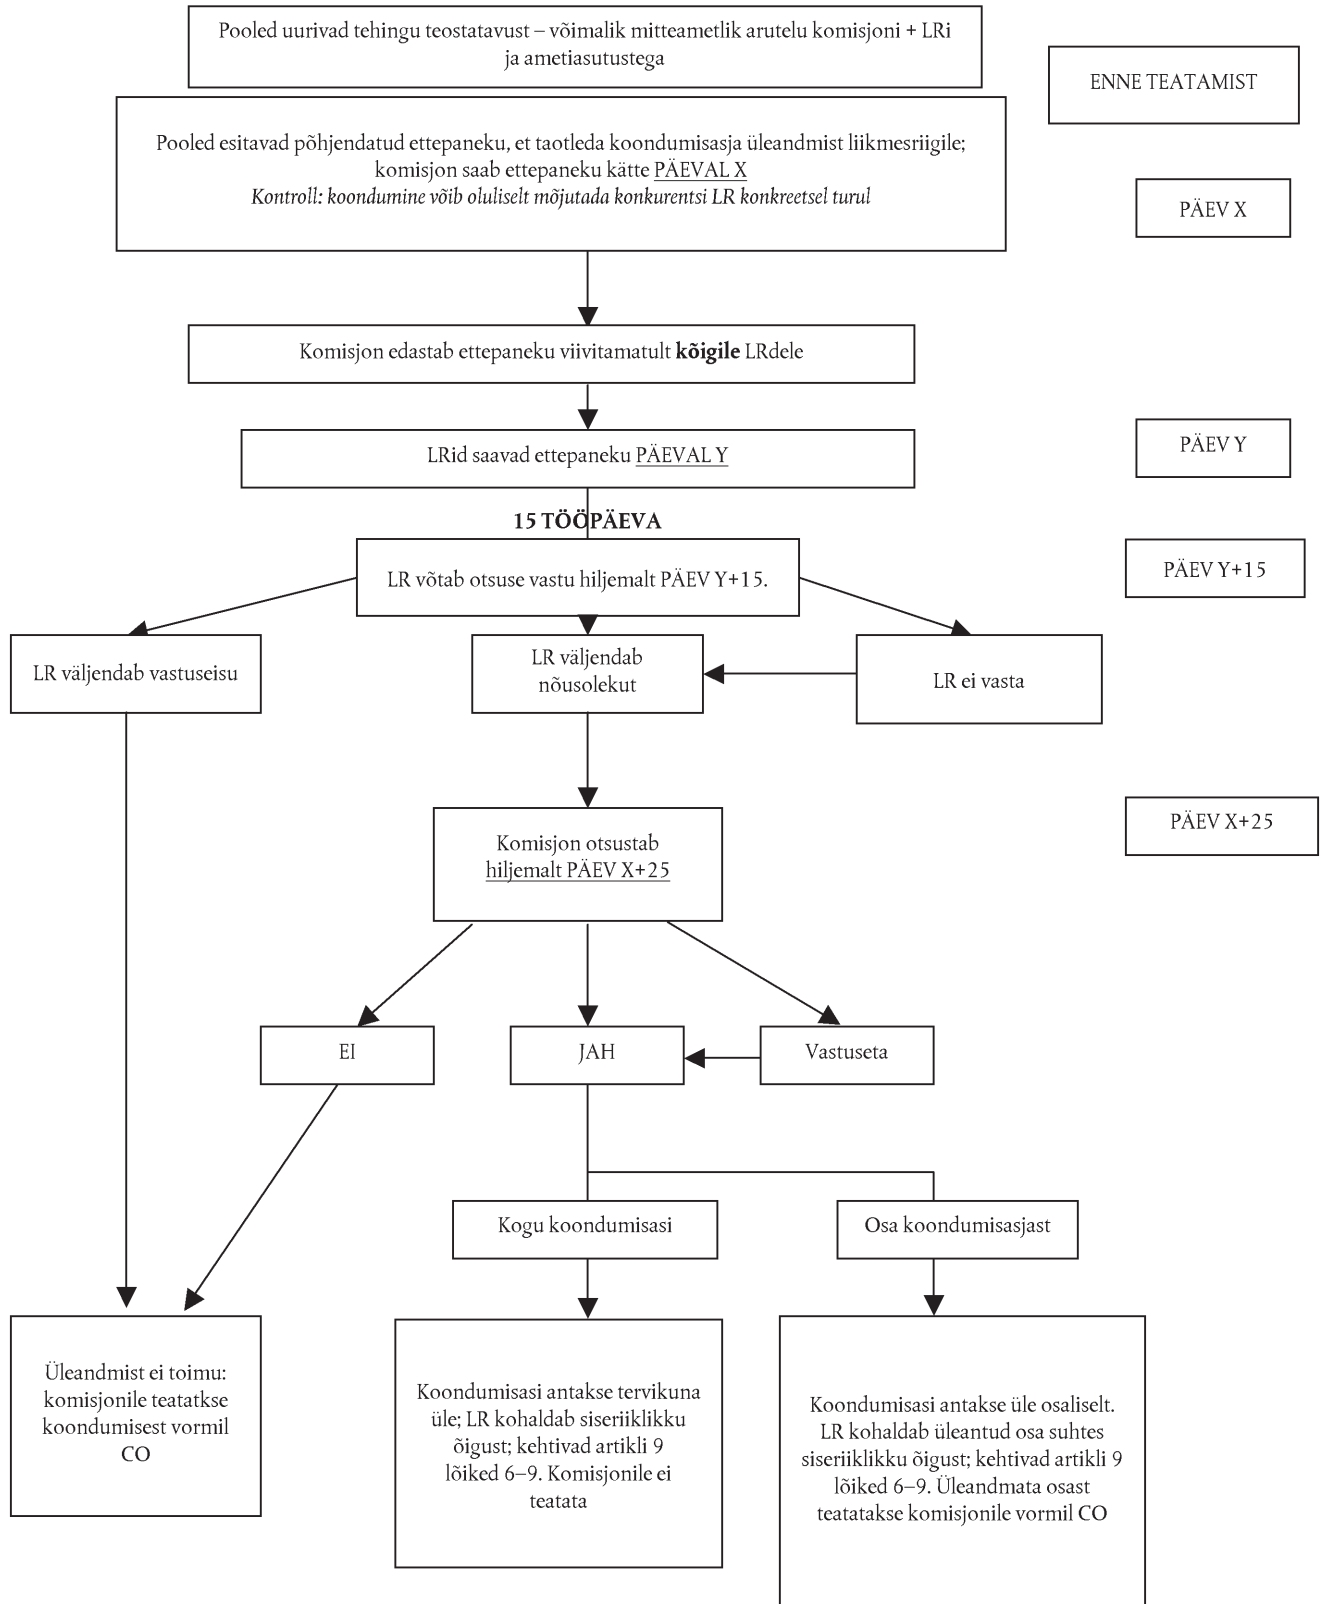 Pooled uurivad tehingu teostatavust – võimalik mitteametlik arutelu komisjoni + LRi
ja ametiasutustega
ENNE TEATAMIST
Pooled esitavad põhjendatud ettepaneku, et taotleda koondumisasja üleandmist liikmesriigile;
komisjon saab ettepaneku kätte PÄEVAL X
Kontroll: koondumine võib oluliselt mõjutada konkurentsi LR konkreetsel turul
PÄEV X
Komisjon edastab ettepaneku viivitamatult kõigile LRdele
LRid saavad ettepaneku PÄEVAL Y
PÄEV Y
15 TÖÖPÄEVA
LR võtab otsuse vastu hiljemalt PÄEV Y+15.
PÄEV Y+15
LR väljendab vastuseisu
LR väljendab
nõusolekut
LR ei vasta
Komisjon otsustab
hiljemalt PÄEV X+25
PÄEV X+25
EI
JAH
Vastuseta
Kogu koondumisasi
Osa koondumisasjast
Üleandmist ei toimu:
komisjonile teatatkse
koondumisest vormil
CO
Koondumisasi antakse tervikuna
üle; LR kohaldab siseriiklikku
õigust; kehtivad artikli 9
lõiked 6–9. Komisjonile ei
teatata
Koondumisasi antakse üle osaliselt.
LR kohaldab üleantud osa suhtes
siseriiklikku õigust; kehtivad artikli 9
lõiked 6–9. Üleandmata osast
teatatakse komisjonile vormil CO